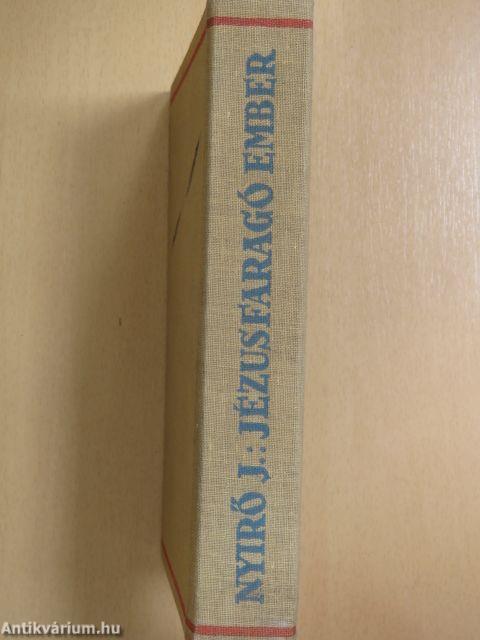 NYIRŐ J.: JÉZUSFARAGÓ EMBER
Antikvárium.hu